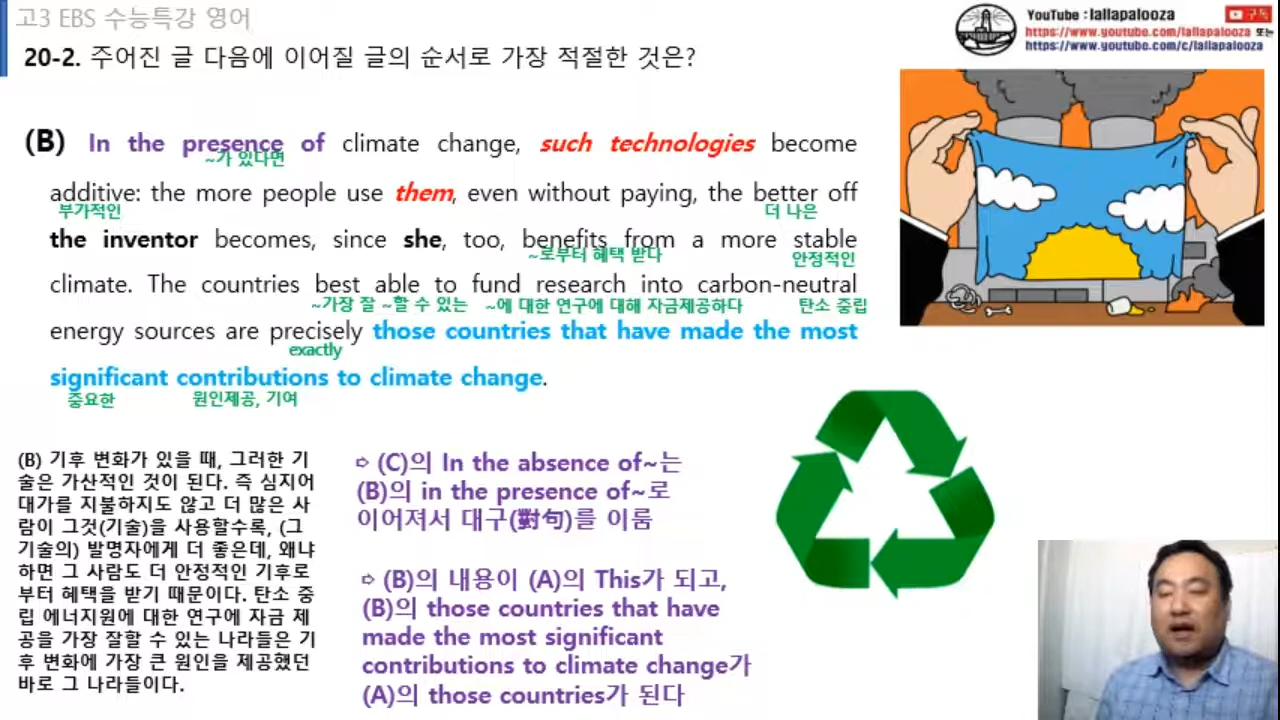 고3 EBS 수능특강 영어
20-2. 주어진 글 다음에 이어질 글의 순서로 가장 적절한 것은?
YouTube : lallapalooza
구독
https://www.youtube.com/lallapalooza 또는
https://www.youtube.com/c/lallapalooza
(B) In the presence of climate change, such technologies become
~가 있다면
additive: the more people use them, even without paying, the better off
부가적인 더 나은
the inventor becomes, since she, too, benefits from a more stable
~로부터 혜택 받다 안정적인
climate. The countries best able to fund research into carbon-neutral
~가장 잘 ~할 수 있는 ~에 대한 연구에 대해 자금제공하다 탄소 중립
energy sources are precisely those countries that have made the most
exactly
significant contributions to climate change.
중요한 원인제공, 기여
(B) 기후 변화가 있을 때, 그러한 기
술은 가산적인 것이 된다. 즉 심지어
대가를 지불하지도 않고 더 많은 사
람이 그것(기술)을 사용할수록, (그
기술의) 발명자에게 더 좋은데, 왜냐
하면 그 사람도 더 안정적인 기후로
부터 혜택을 받기 때문이다. 탄소 중
립 에너지원에 대한 연구에 자금 제
공을 가장 잘할 수 있는 나라들은 기
후 변화에 가장 큰 원인을 제공했던
바로 그 나라들이다.
⇨ (C)의 In the absence of~는
(B)의 in the presence of~로
이어져서 대구(對句)를 이룸
⇨ (B)의 내용이 (A)의 This가 되고,
(B)의 those countries that have
made the most significant
contributions to climate change가
(A)의 those countries가 된다